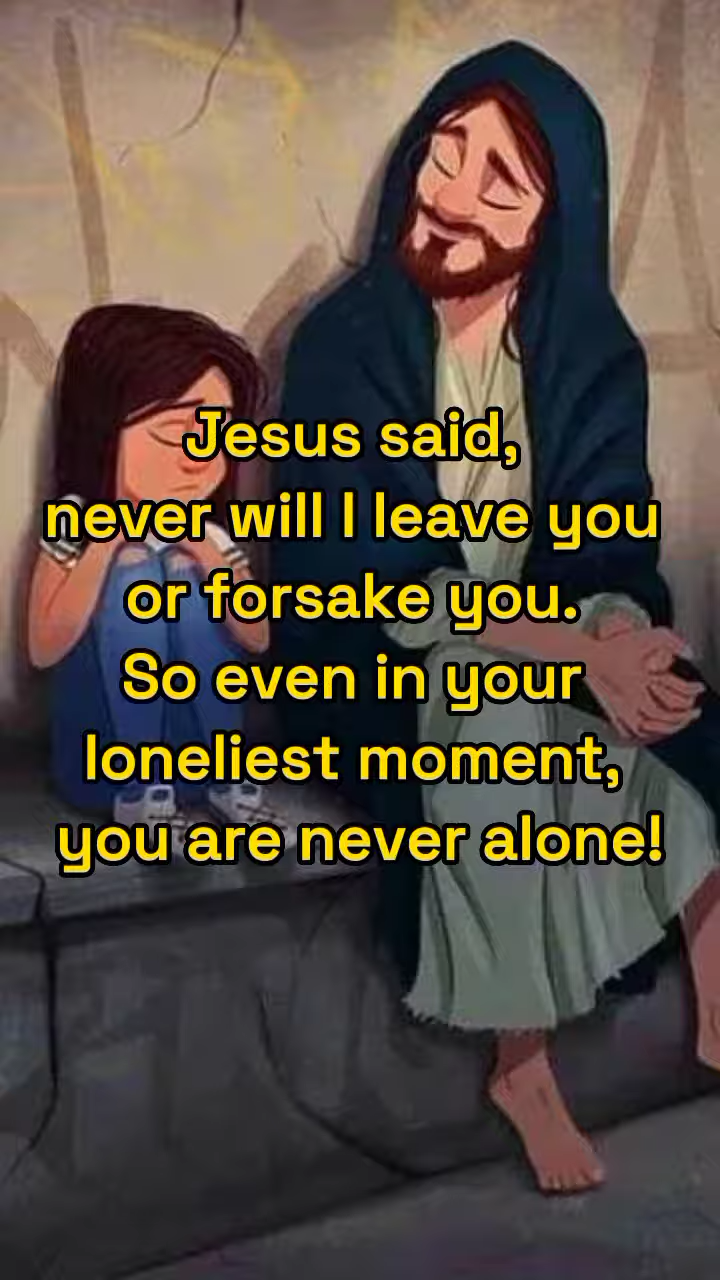 Jesus said,
never will I leave you
or forsake you.
So even in your
loneliest moment,
you are never alone!